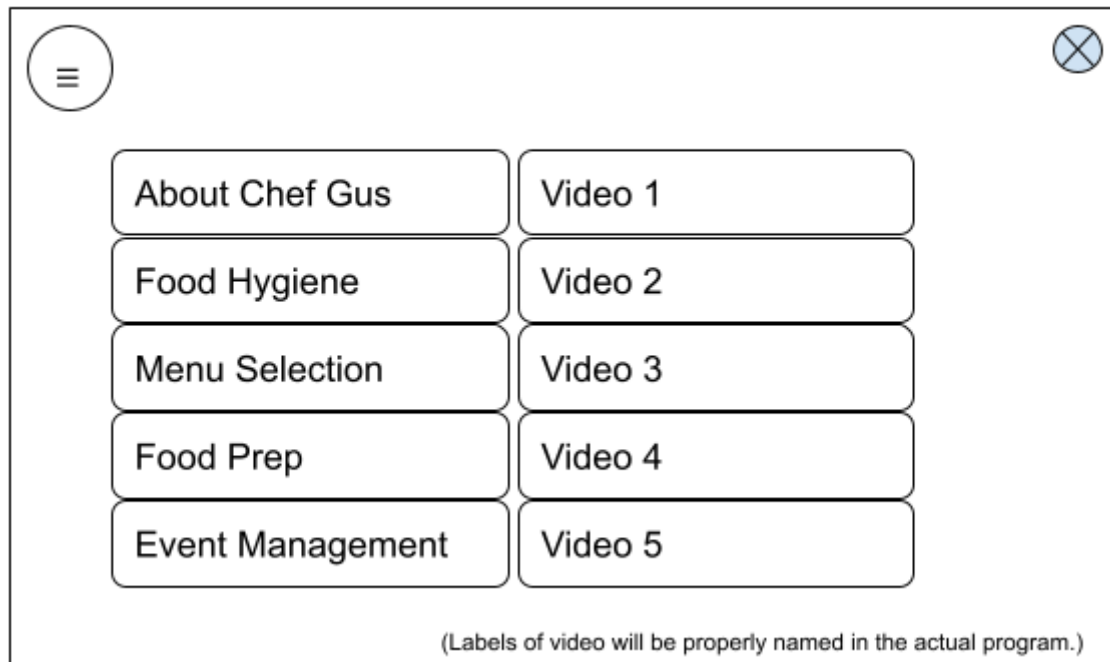 About Chef Gus
Video 1
Food Hygiene
Video 2
Menu Selection
Video 3
Food Prep
Video 4
Event Management
Video 5
(Labels of video will be properly named in the actual program.)